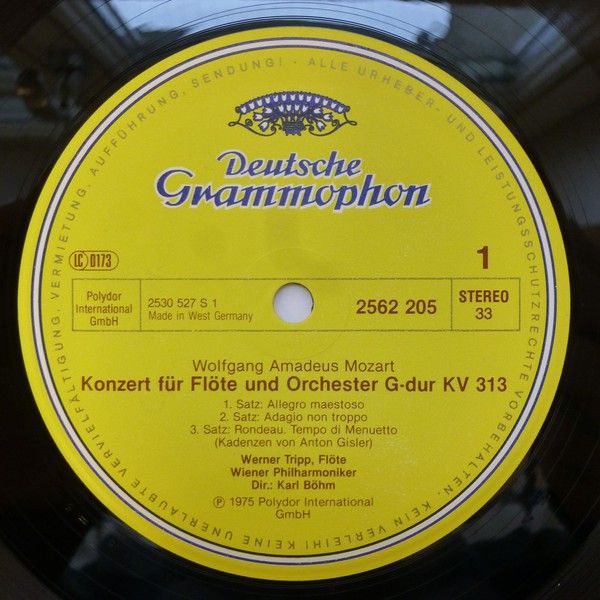 ALLE URHEBER- UND LEISTUNGSSCHUTZRECHTE VORBEHALTEN. KEIN VERLEIH! KEINE UNERLAUBTE VERVIELFÄLTIGUNG, VERMIETUNG, AUFFÜHRUNG, SENDUNG!
Deutsche
Grammophon
LC 0173
1
Polydor
International
GmbH
2530 527 S 1
Made in West Germany
2562 205
STEREO
33
Wolfgang Amadeus Mozart
Konzert für Flöte und Orchester G-dur KV 313
1. Satz: Allegro maestoso
2. Satz: Adagio non troppo
3. Satz: Rondeau. Tempo di Menuetto
(Kadenzen von Anton Gisler)
Werner Tripp, Flöte
Wiener Philharmoniker
Dir.: Karl Böhm
Ⓟ 1975 Polydor International
GmbH